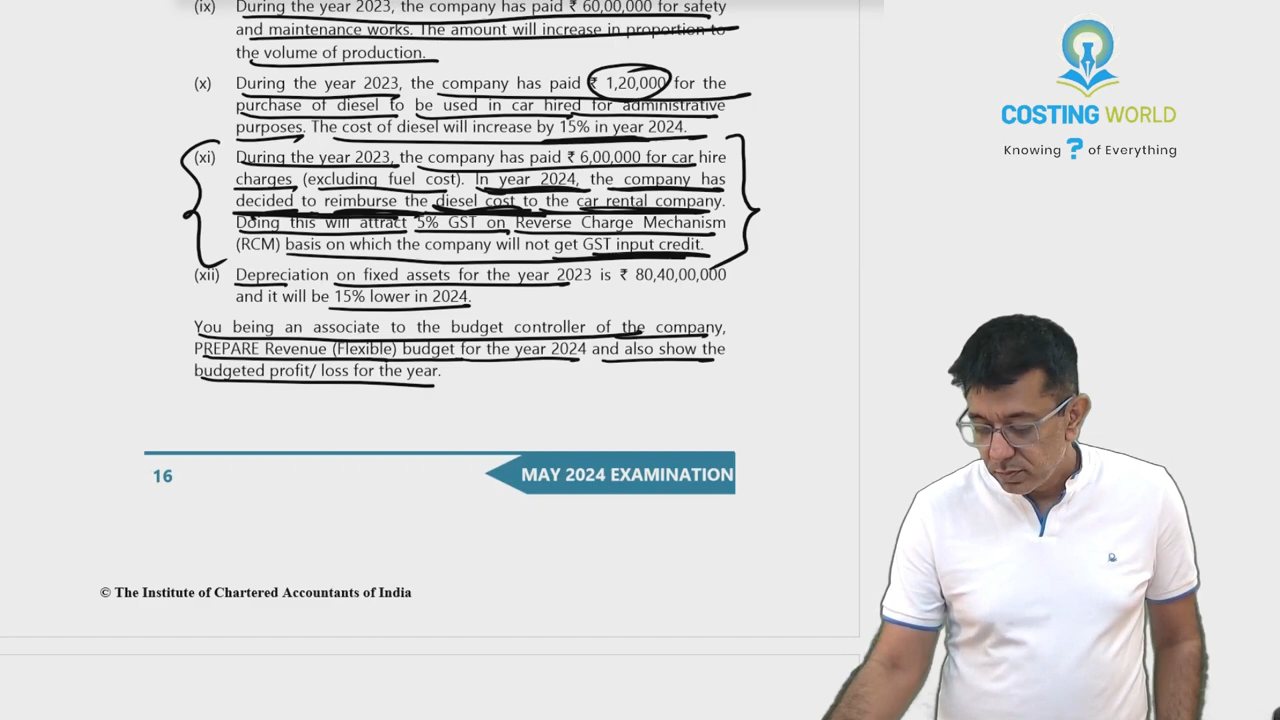 (ix) During the year 2023, the company has paid ₹ 60,00,000 for safety
and maintenance works. The amount will increase in proportion to
the volume of production.
(x) During the year 2023, the company has paid ₹ 1,20,000 for the
purchase of diesel to be used in car hired for administrative
purposes. The cost of diesel will increase by 15% in year 2024.
(xi) During the year 2023, the company has paid ₹ 6,00,000 for car hire
charges (excluding fuel cost). In year 2024, the company has
decided to reimburse the diesel cost to the car rental company.
Doing this will attract 5% GST on Reverse Charge Mechanism
(RCM) basis on which the company will not get GST input credit.
(xii) Depreciation on fixed assets for the year 2023 is ₹ 80,40,00,000
and it will be 15% lower in 2024.
You being an associate to the budget controller of the company,
PREPARE Revenue (Flexible) budget for the year 2024 and also show the
budgeted profit/ loss for the year.
16
MAY 2024 EXAMINATION
© The Institute of Chartered Accountants of India
COSTING WORLD
Knowing ? of Everything